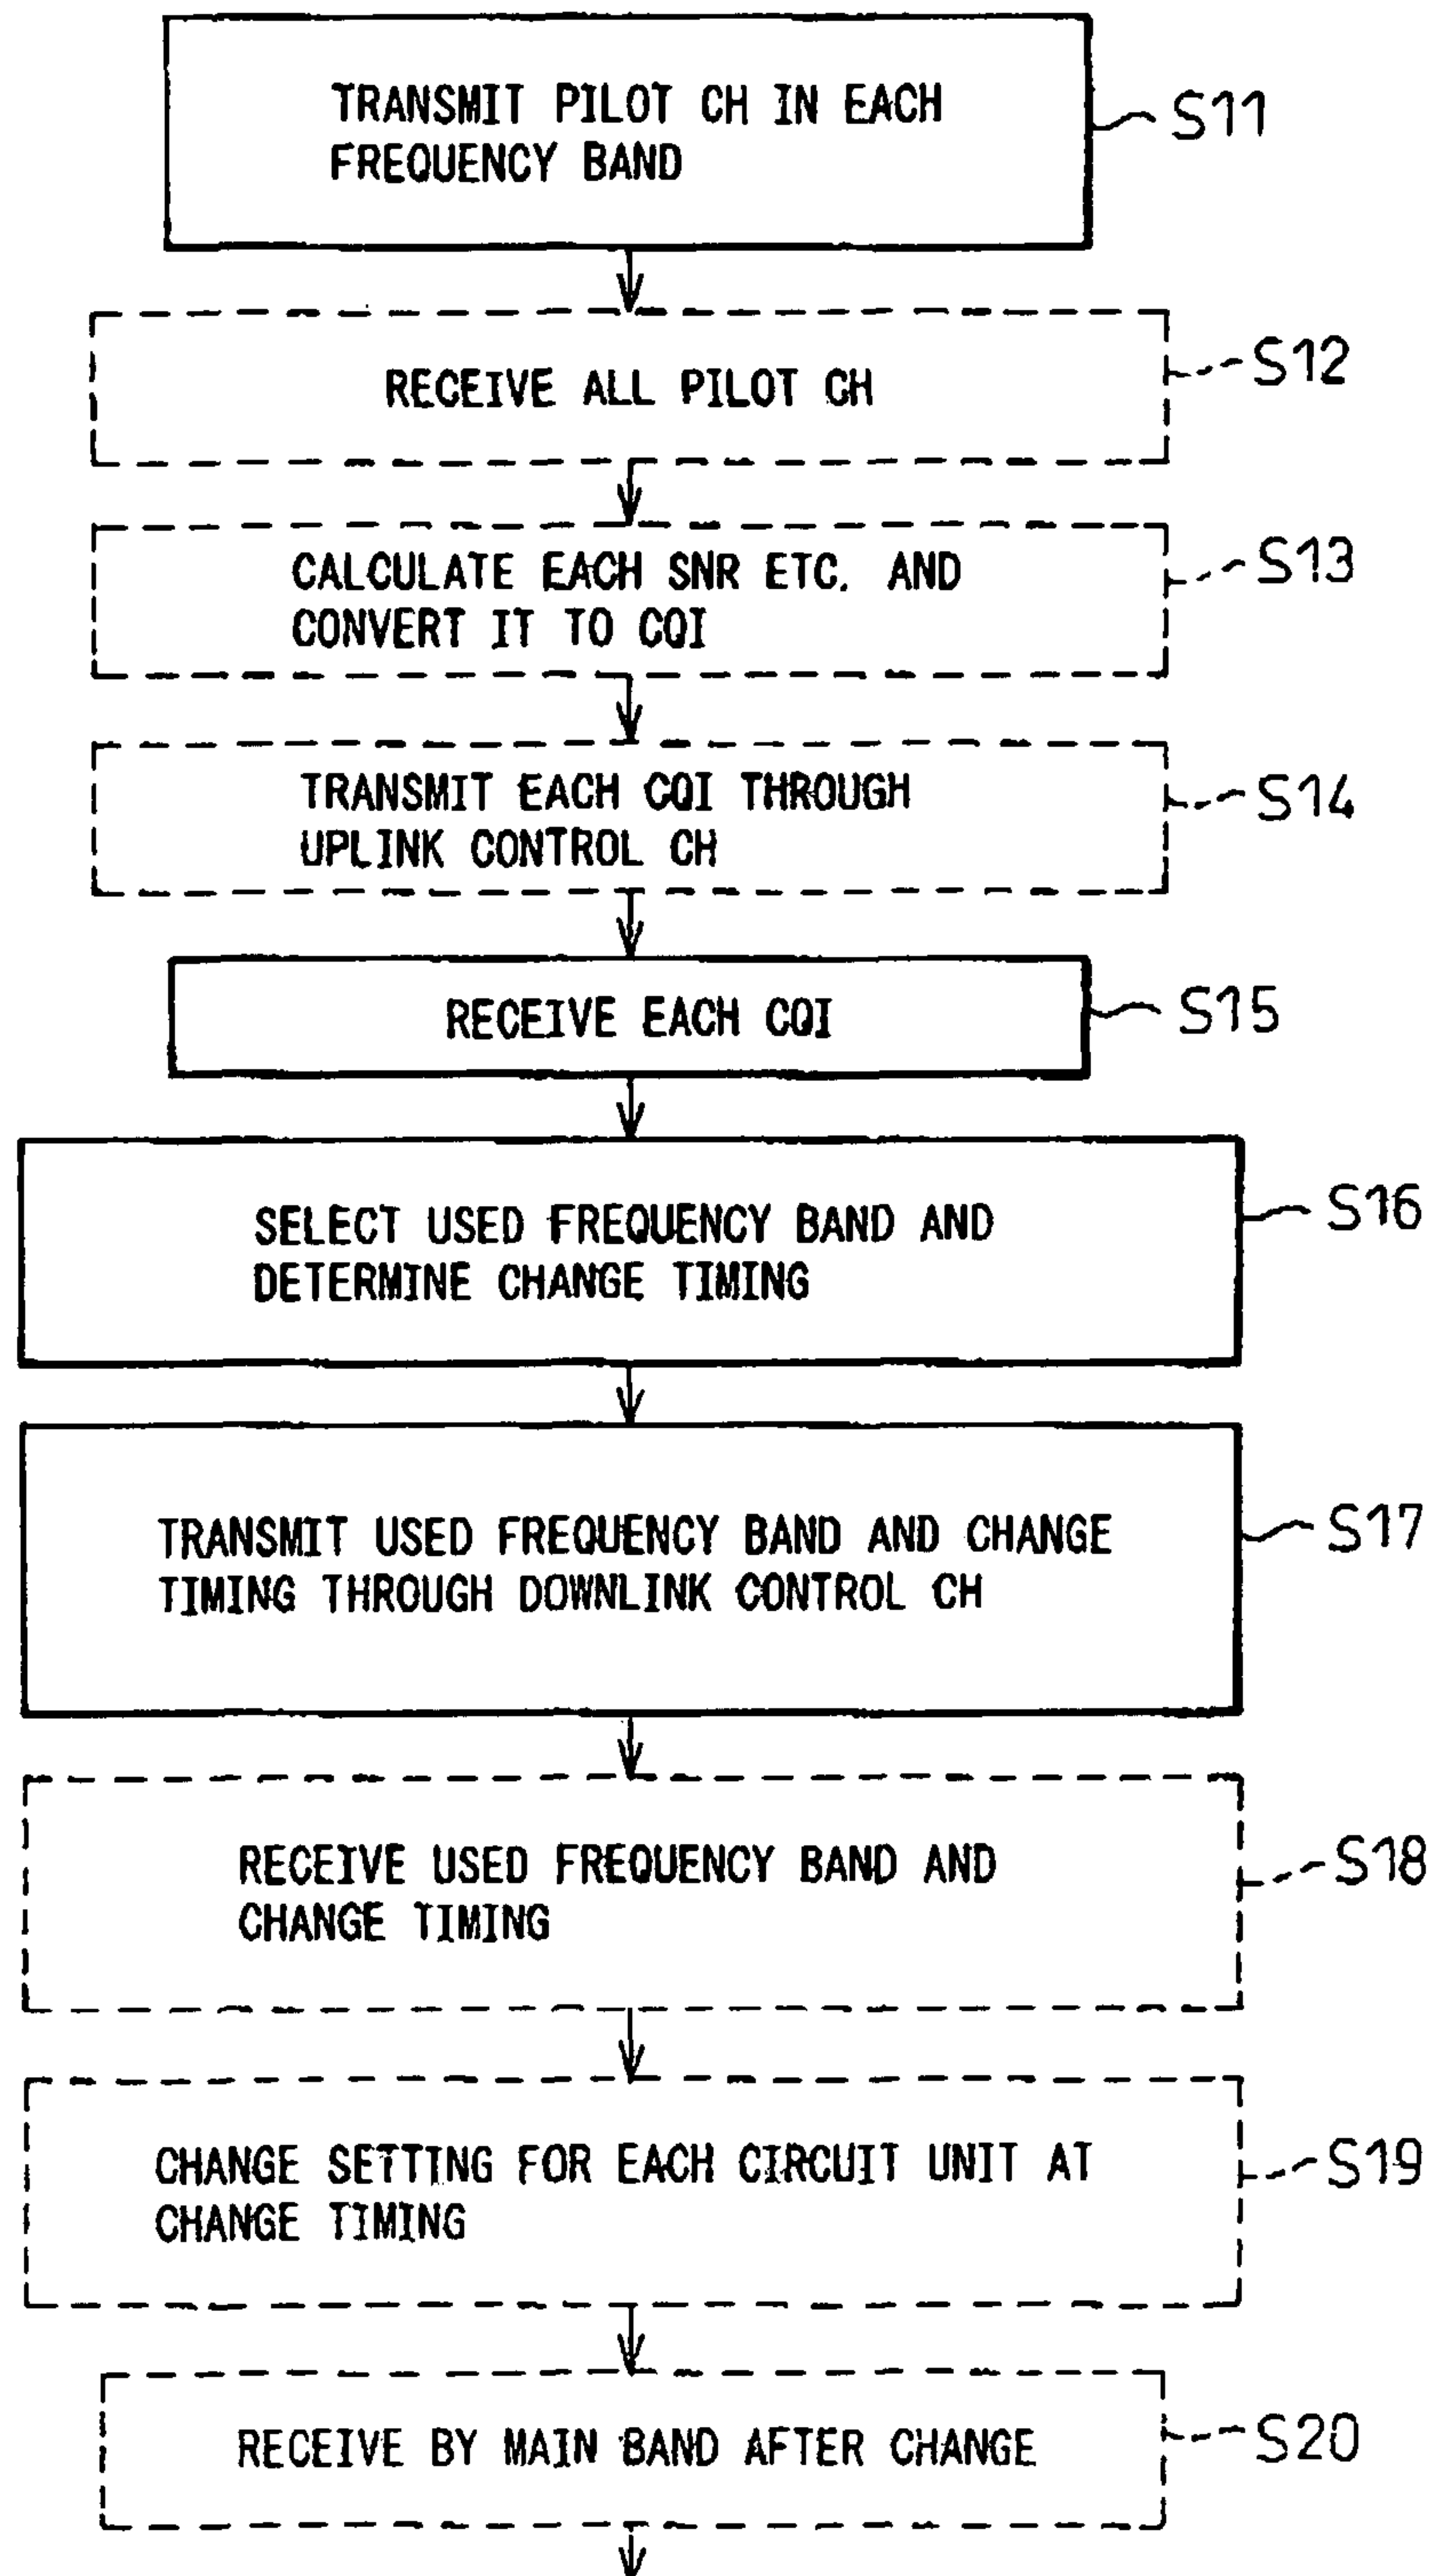 TRANSMIT PILOT CH IN EACH
FREQUENCY BAND
S11
RECEIVE ALL PILOT CH
S12
CALCULATE EACH SNR ETC. AND
CONVERT IT TO CQI
S13
TRANSMIT EACH CQI THROUGH
UPLINK CONTROL CH
S14
RECEIVE EACH CQI
S15
SELECT USED FREQUENCY BAND AND
DETERMINE CHANGE TIMING
S16
TRANSMIT USED FREQUENCY BAND AND CHANGE
TIMING THROUGH DOWNLINK CONTROL CH
S17
RECEIVE USED FREQUENCY BAND AND
CHANGE TIMING
S18
CHANGE SETTING FOR EACH CIRCUIT UNIT AT
CHANGE TIMING
S19
RECEIVE BY MAIN BAND AFTER CHANGE
S20